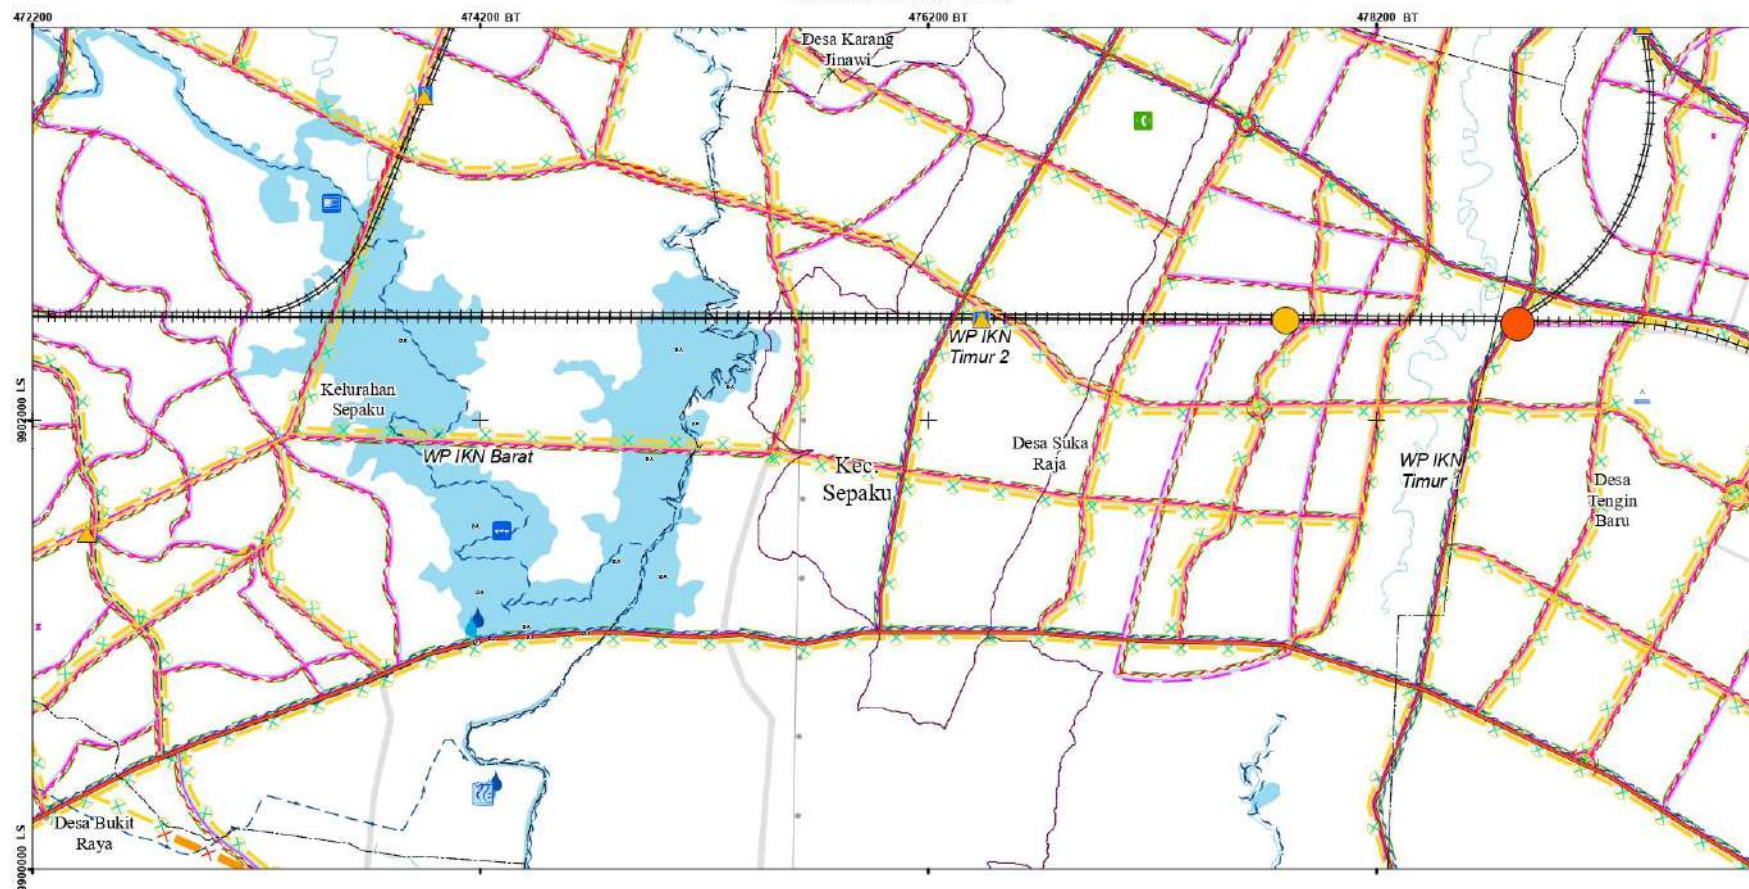 472200
474200 BT
476200 BT
478200 BT
Desa Karang
Jinawi
WP IKN
Timur 2
9902000 LS
Kelurahan
Sepaku
WP IKN Barat
Kec.
Sepaku
Desa Suka
Raja
WP IKN
Timur 1
Desa
Tengin
Baru
Desa Bukit
Raya
9900000 LS